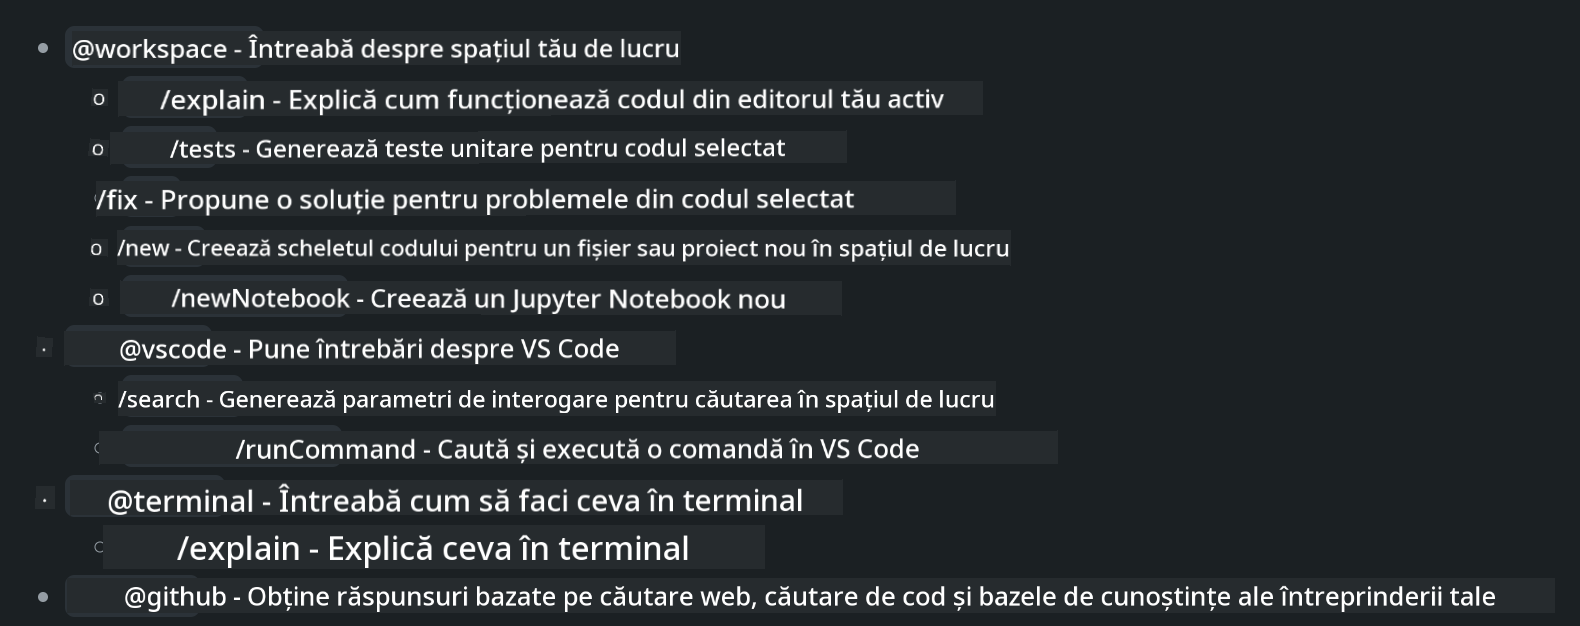 @workspace - Întreabă despre spațiul tău de lucru
/explain - Explică cum funcționează codul din editorul tău activ
/tests - Generează teste unitare pentru codul selectat
/fix - Propune o soluție pentru problemele din codul selectat
/new - Creează scheletul codului pentru un fișier sau proiect nou în spațiul de lucru
/newNotebook - Creează un Jupyter Notebook nou
@vscode - Pune întrebări despre VS Code
/search - Generează parametri de interogare pentru căutarea în spațiul de lucru
/runCommand - Caută și execută o comandă în VS Code
@terminal - Întreabă cum să faci ceva în terminal
/explain - Explică ceva în terminal
@github - Obține răspunsuri bazate pe căutare web, căutare de cod și bazele de cunoștințe ale întreprinderii tale